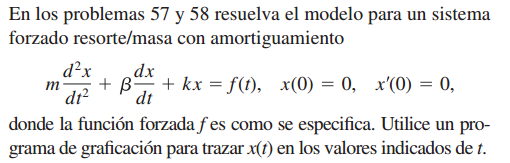 En los problemas 57 y 58 resuelva el modelo para un sistema
forzado resorte/masa con amortiguamiento
m d²x/dt² + β dx/dt + kx = f(t), x(0) = 0, x′(0) = 0,
donde la función forzada f es como se especifica. Utilice un pro-
grama de graficación para trazar x(t) en los valores indicados de t.